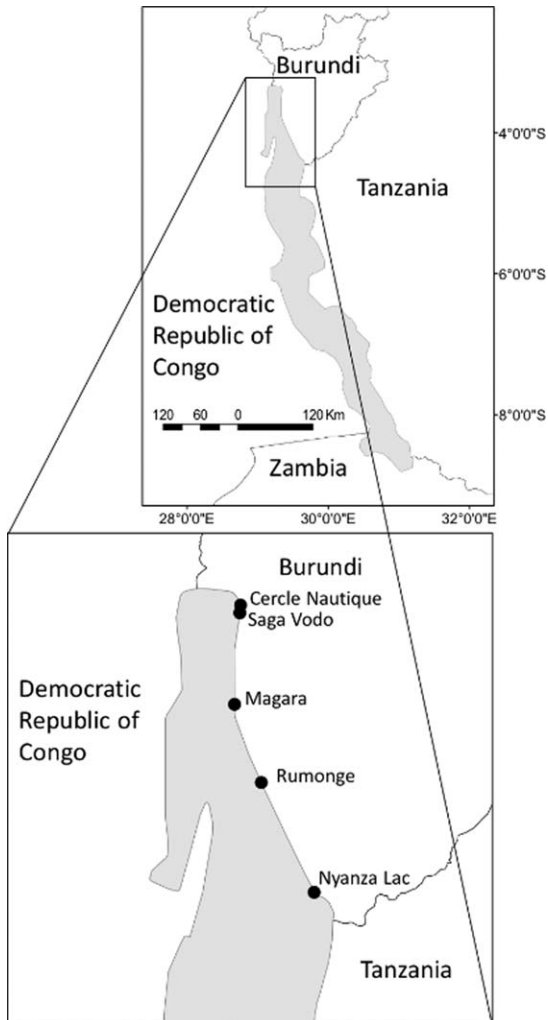 Burundi
4°0'0"S
Tanzania
6°0'0"S
Democratic
Republic of
Congo
120 60 0 120 Km
8°0'0"S
Zambia
28°0'0"E 30°0'0"E 32°0'0"E
Burundi
Cercle Nautique
Saga Vodo
Democratic
Republic of
Congo
Magara
Rumonge
Nyanza Lac
Tanzania